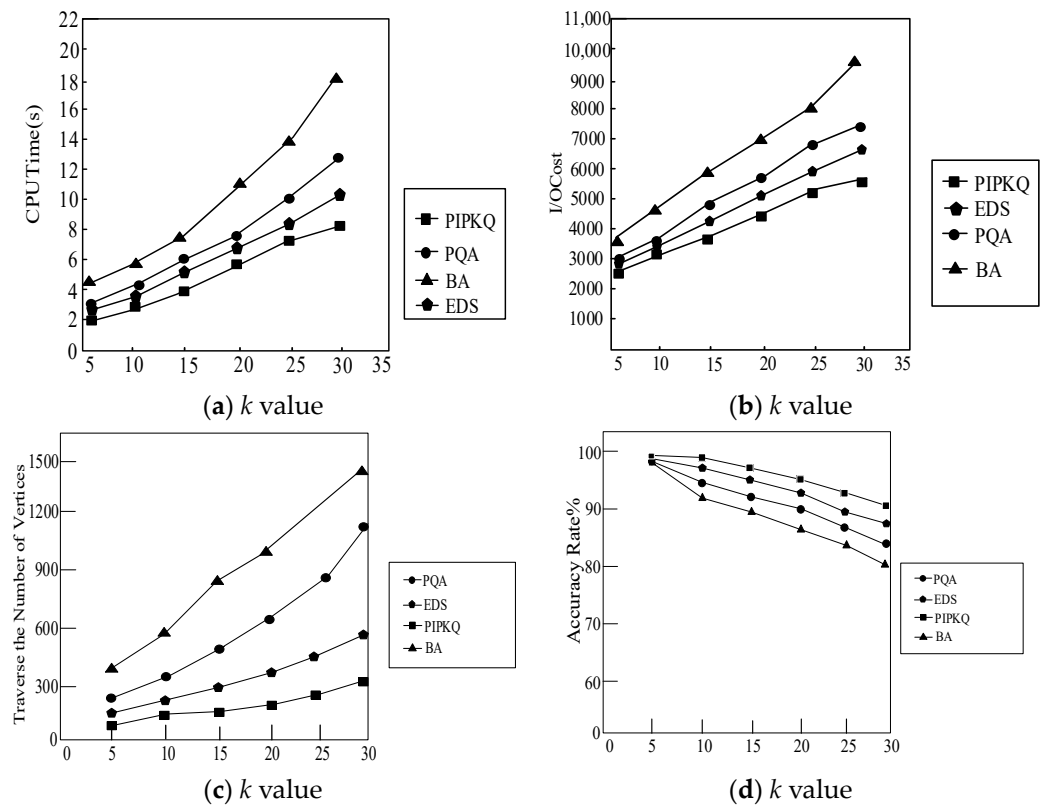 22
20
18
16
14
12
10
8
6
4
2
0
CPUTime(s)
5 10 15 20 25 30 35
PIPKQ
PQA
BA
EDS
(a) k value
11,000
10,000
9000
8000
7000
6000
5000
4000
3000
2000
1000
I/OCost
5 10 15 20 25 30 35
PIPKQ
EDS
PQA
BA
(b) k value
1500
1200
900
600
300
0
Traverse the Number of Vertices
0 5 10 15 20 25 30
PQA
EDS
PIPKQ
BA
(c) k value
100
90
80
70
60
0
Accuracy Rate%
0 5 10 15 20 25 30
PQA
EDS
PIPKQ
BA
(d) k value